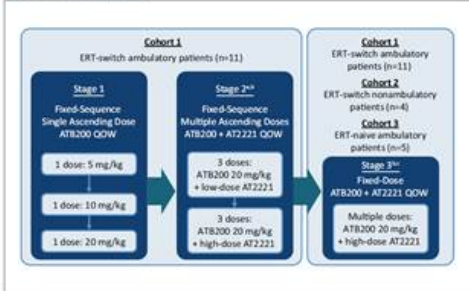 Cohort 1
ERT-switch ambulatory patients (n=11)
Stage 1
Fixed-Sequence
Single Ascending Dose
ATB200 QOW
1 dose: 5 mg/kg
1 dose: 10 mg/kg
1 dose: 20 mg/kg
Stage 2
Fixed-Sequence
Multiple Ascending Doses
ATB200 + AT2221 QOW
3 doses:
ATB200 20 mg/kg
+ low-dose AT2221
3 doses:
ATB200 20 mg/kg
+ high-dose AT2221
Cohort 1
ERT-switch ambulatory
patients (n=11)
Cohort 2
ERT-switch nonambulatory
patients (n=4)
Cohort 3
ERT-naive ambulatory
patients (n=5)
Stage 3
Fixed-Dose
ATB200 + AT2221 QOW
Multiple doses:
ATB200 20 mg/kg
+ high-dose AT2221